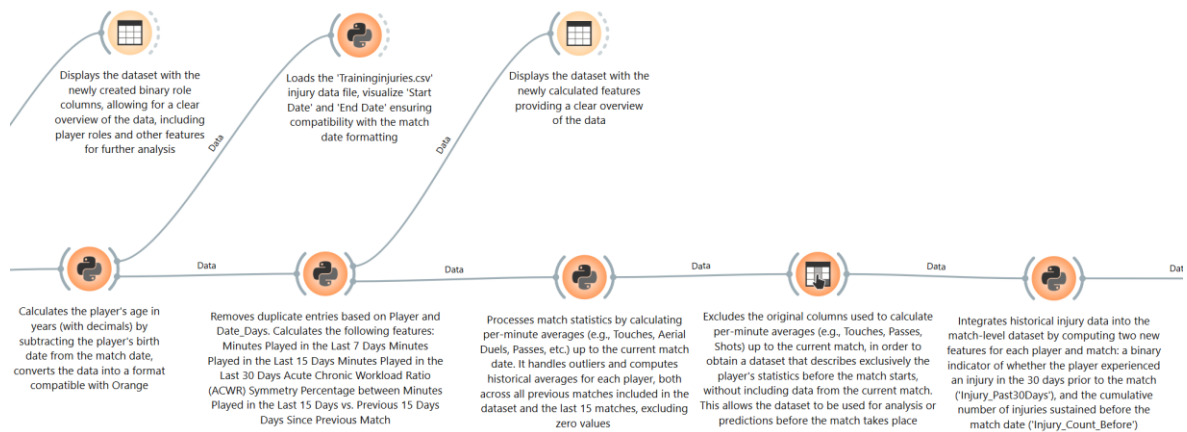 Displays the dataset with the
newly created binary role
columns, allowing for a clear
overview of the data, including
player roles and other features
for further analysis
Loads the 'Traininginjuries.csv'
injury data file, visualize 'Start
Date' and 'End Date' ensuring
compatibility with the match
date formatting
Displays the dataset with the
newly calculated features
providing a clear overview
of the data
Data
Data
Data
Data
Data
Data
Dat
Calculates the player's age in
years (with decimals) by
subtracting the player's birth
date from the match date,
converts the data into a format
compatible with Orange
Removes duplicate entries based on Player and
Date_Days. Calculates the following features:
Minutes Played in the Last 7 Days Minutes
Played in the Last 15 Days Minutes Played in the
Last 30 Days Acute Chronic Workload Ratio
(ACWR) Symmetry Percentage between Minutes
Played in the Last 15 Days vs. Previous 15 Days
Days Since Previous Match
Processes match statistics by calculating
per-minute averages (e.g., Touches, Aerial
Duels, Passes, etc.) up to the current match
date. It handles outliers and computes
historical averages for each player, both
across all previous matches included in the
dataset and the last 15 matches, excluding
zero values
Excludes the original columns used to calculate
per-minute averages (e.g., Touches, Passes,
Shots) up to the current match, in order to
obtain a dataset that describes exclusively the
player's statistics before the match starts,
without including data from the current match.
This allows the dataset to be used for analysis or
predictions before the match takes place
Integrates historical injury data into the
match-level dataset by computing two new
features for each player and match: a binary
indicator of whether the player experienced
an injury in the 30 days prior to the match
('Injury_Past30Days'), and the cumulative
number of injuries sustained before the
match date ('Injury_Count_Before')